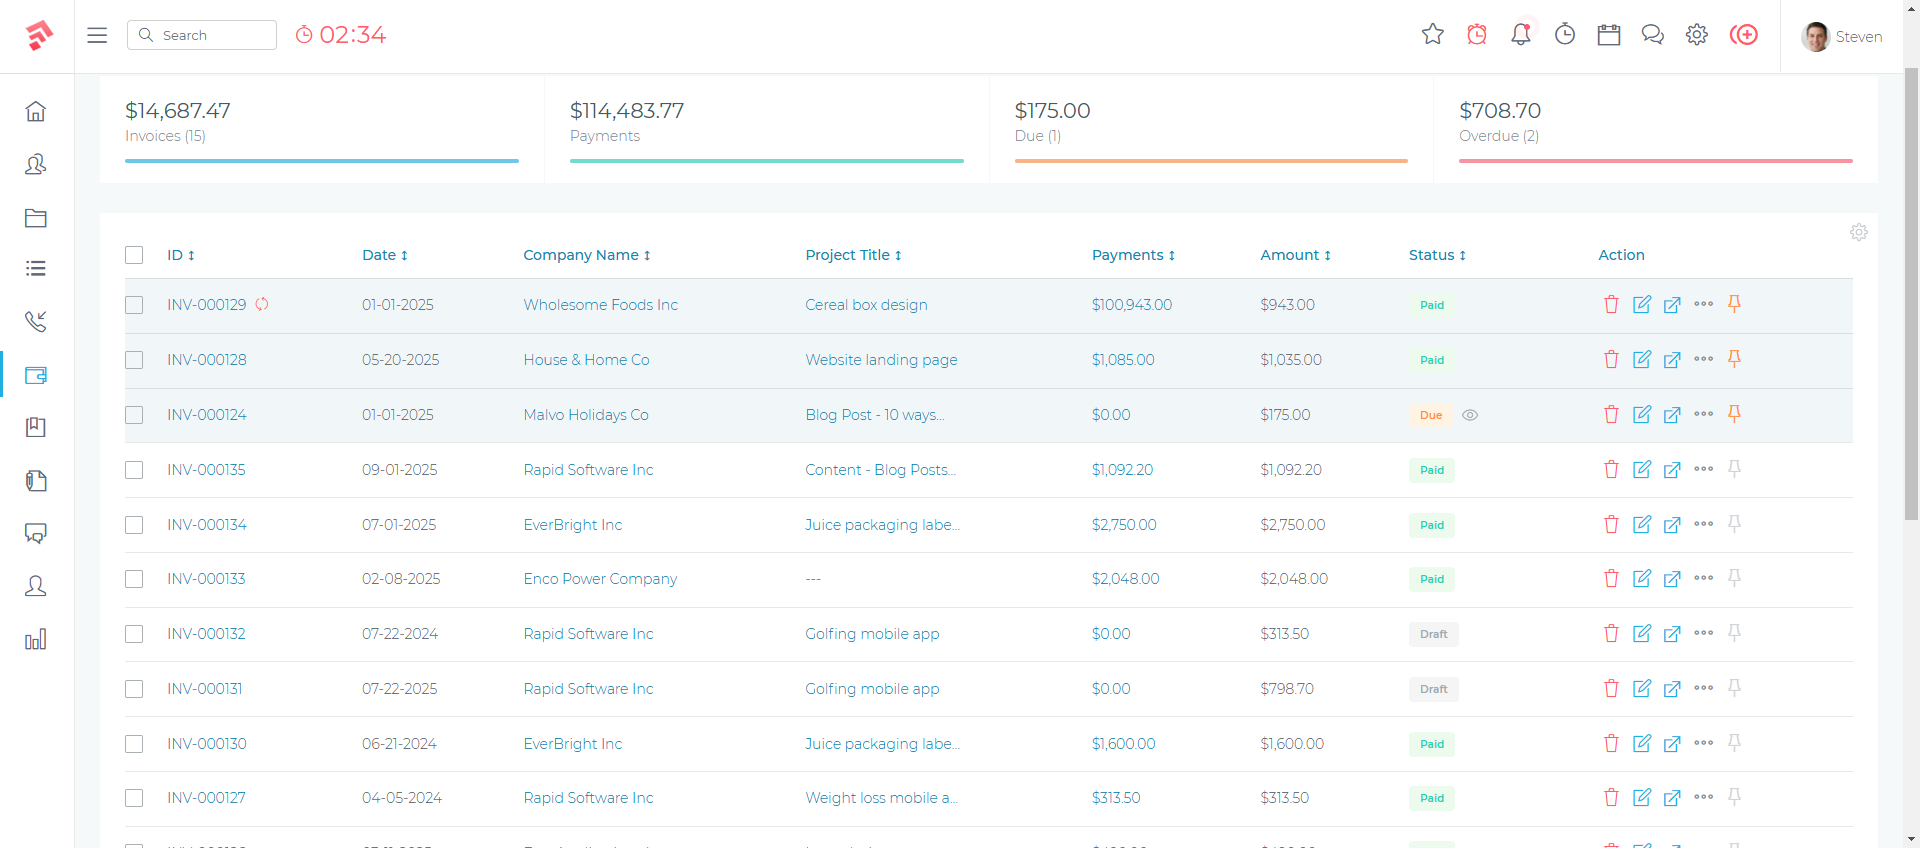 Search 02:34 Steven
$14,687.47 $114,483.77 $175.00 $708.70
Invoices (15) Payments Due (1) Overdue (2)
ID Date Company Name Project Title Payments Amount Status Action
INV-000129 01-01-2025 Wholesome Foods Inc Cereal box design $100,943.00 $943.00 Paid
INV-000128 05-20-2025 House & Home Co Website landing page $1,085.00 $1,035.00 Paid
INV-000124 01-01-2025 Malvo Holidays Co Blog Post - 10 ways... $0.00 $175.00 Due
INV-000135 09-01-2025 Rapid Software Inc Content - Blog Posts... $1,092.20 $1,092.20 Paid
INV-000134 07-01-2025 EverBright Inc Juice packaging labe... $2,750.00 $2,750.00 Paid
INV-000133 02-08-2025 Enco Power Company --- $2,048.00 $2,048.00 Paid
INV-000132 07-22-2024 Rapid Software Inc Golfing mobile app $0.00 $313.50 Draft
INV-000131 07-22-2025 Rapid Software Inc Golfing mobile app $0.00 $798.70 Draft
INV-000130 06-21-2024 EverBright Inc Juice packaging labe... $1,600.00 $1,600.00 Paid
INV-000127 04-05-2024 Rapid Software Inc Weight loss mobile a... $313.50 $313.50 Paid